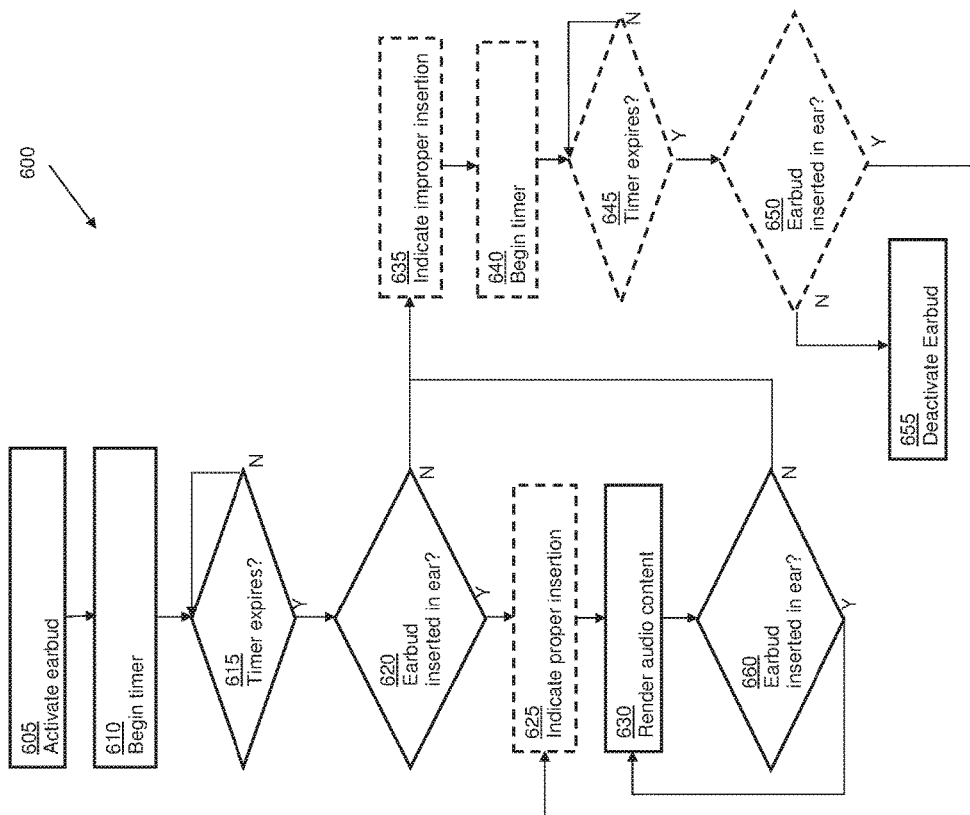 600
605
Activate earbud
610
Begin timer
615
Timer expires?
N
Y
620
Earbud
inserted in ear?
N
Y
625
Indicate proper insertion
630
Render audio content
660
Earbud
inserted in ear?
N
Y
635
Indicate improper insertion
640
Begin timer
645
Timer expires?
N
Y
650
Earbud
inserted in ear?
N
Y
655
Deactivate Earbud